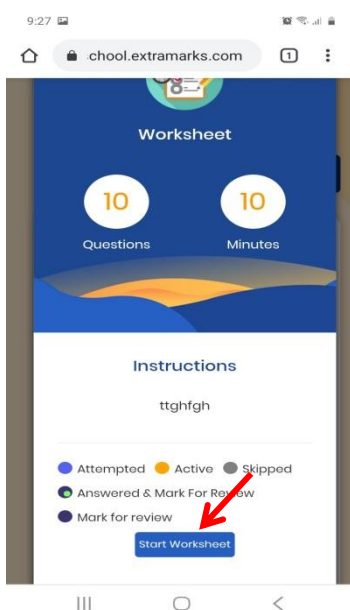 9:27
chool.extramarks.com 1
Worksheet
10 10
Questions Minutes
Instructions
ttghfgh
Attempted Active Skipped
Answered & Mark For Review
Mark for review
Start Worksheet